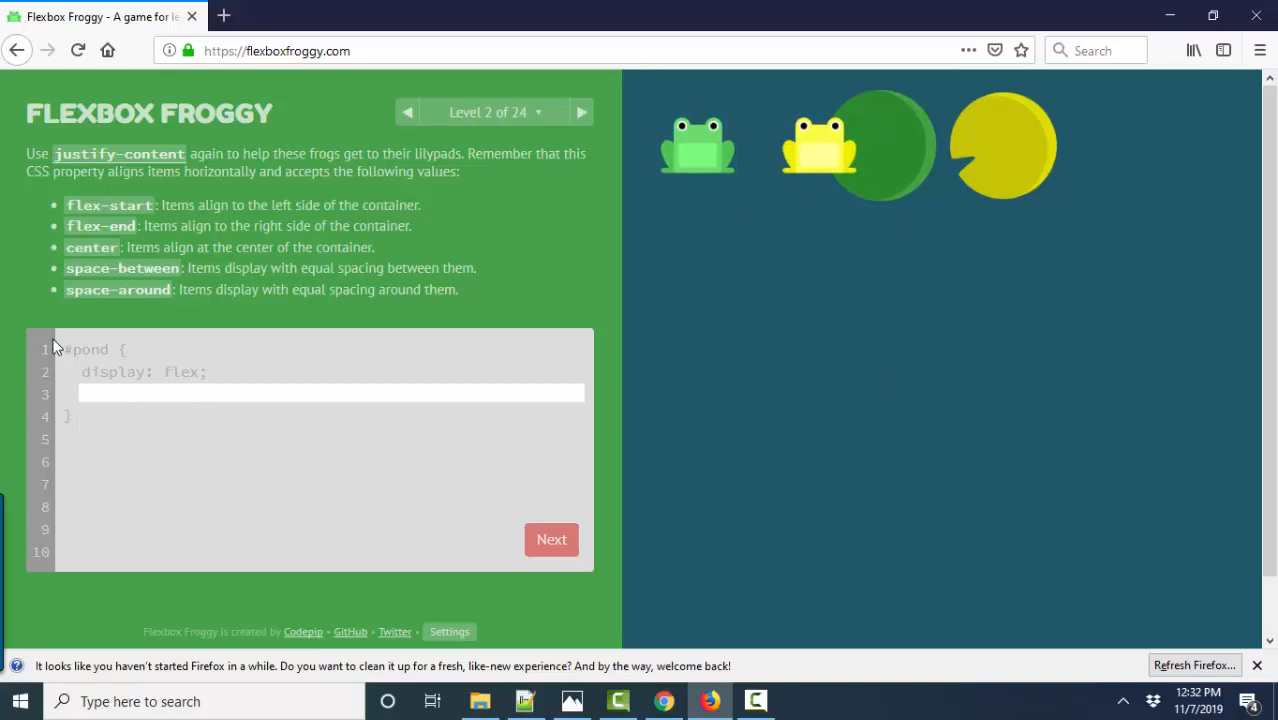 Flexbox Froggy - A game for le
https://flexboxfroggy.com
Search
FLEXBOX FROGGY
Level 2 of 24
Use justify-content again to help these frogs get to their lilypads. Remember that this
CSS property aligns items horizontally and accepts the following values:
flex-start: Items align to the left side of the container.
flex-end: Items align to the right side of the container.
center: Items align at the center of the container.
space-between: Items display with equal spacing between them.
space-around: Items display with equal spacing around them.
1 #pond {
2 display: flex;
3
4 }
5
6
7
8
9
10
Next
Flexbox Froggy is created by Codepip • GitHub • Twitter • Settings
It looks like you haven't started Firefox in a while. Do you want to clean it up for a fresh, like-new experience? And by the way, welcome back!
Refresh Firefox...
Type here to search
12:32 PM
11/7/2019
4